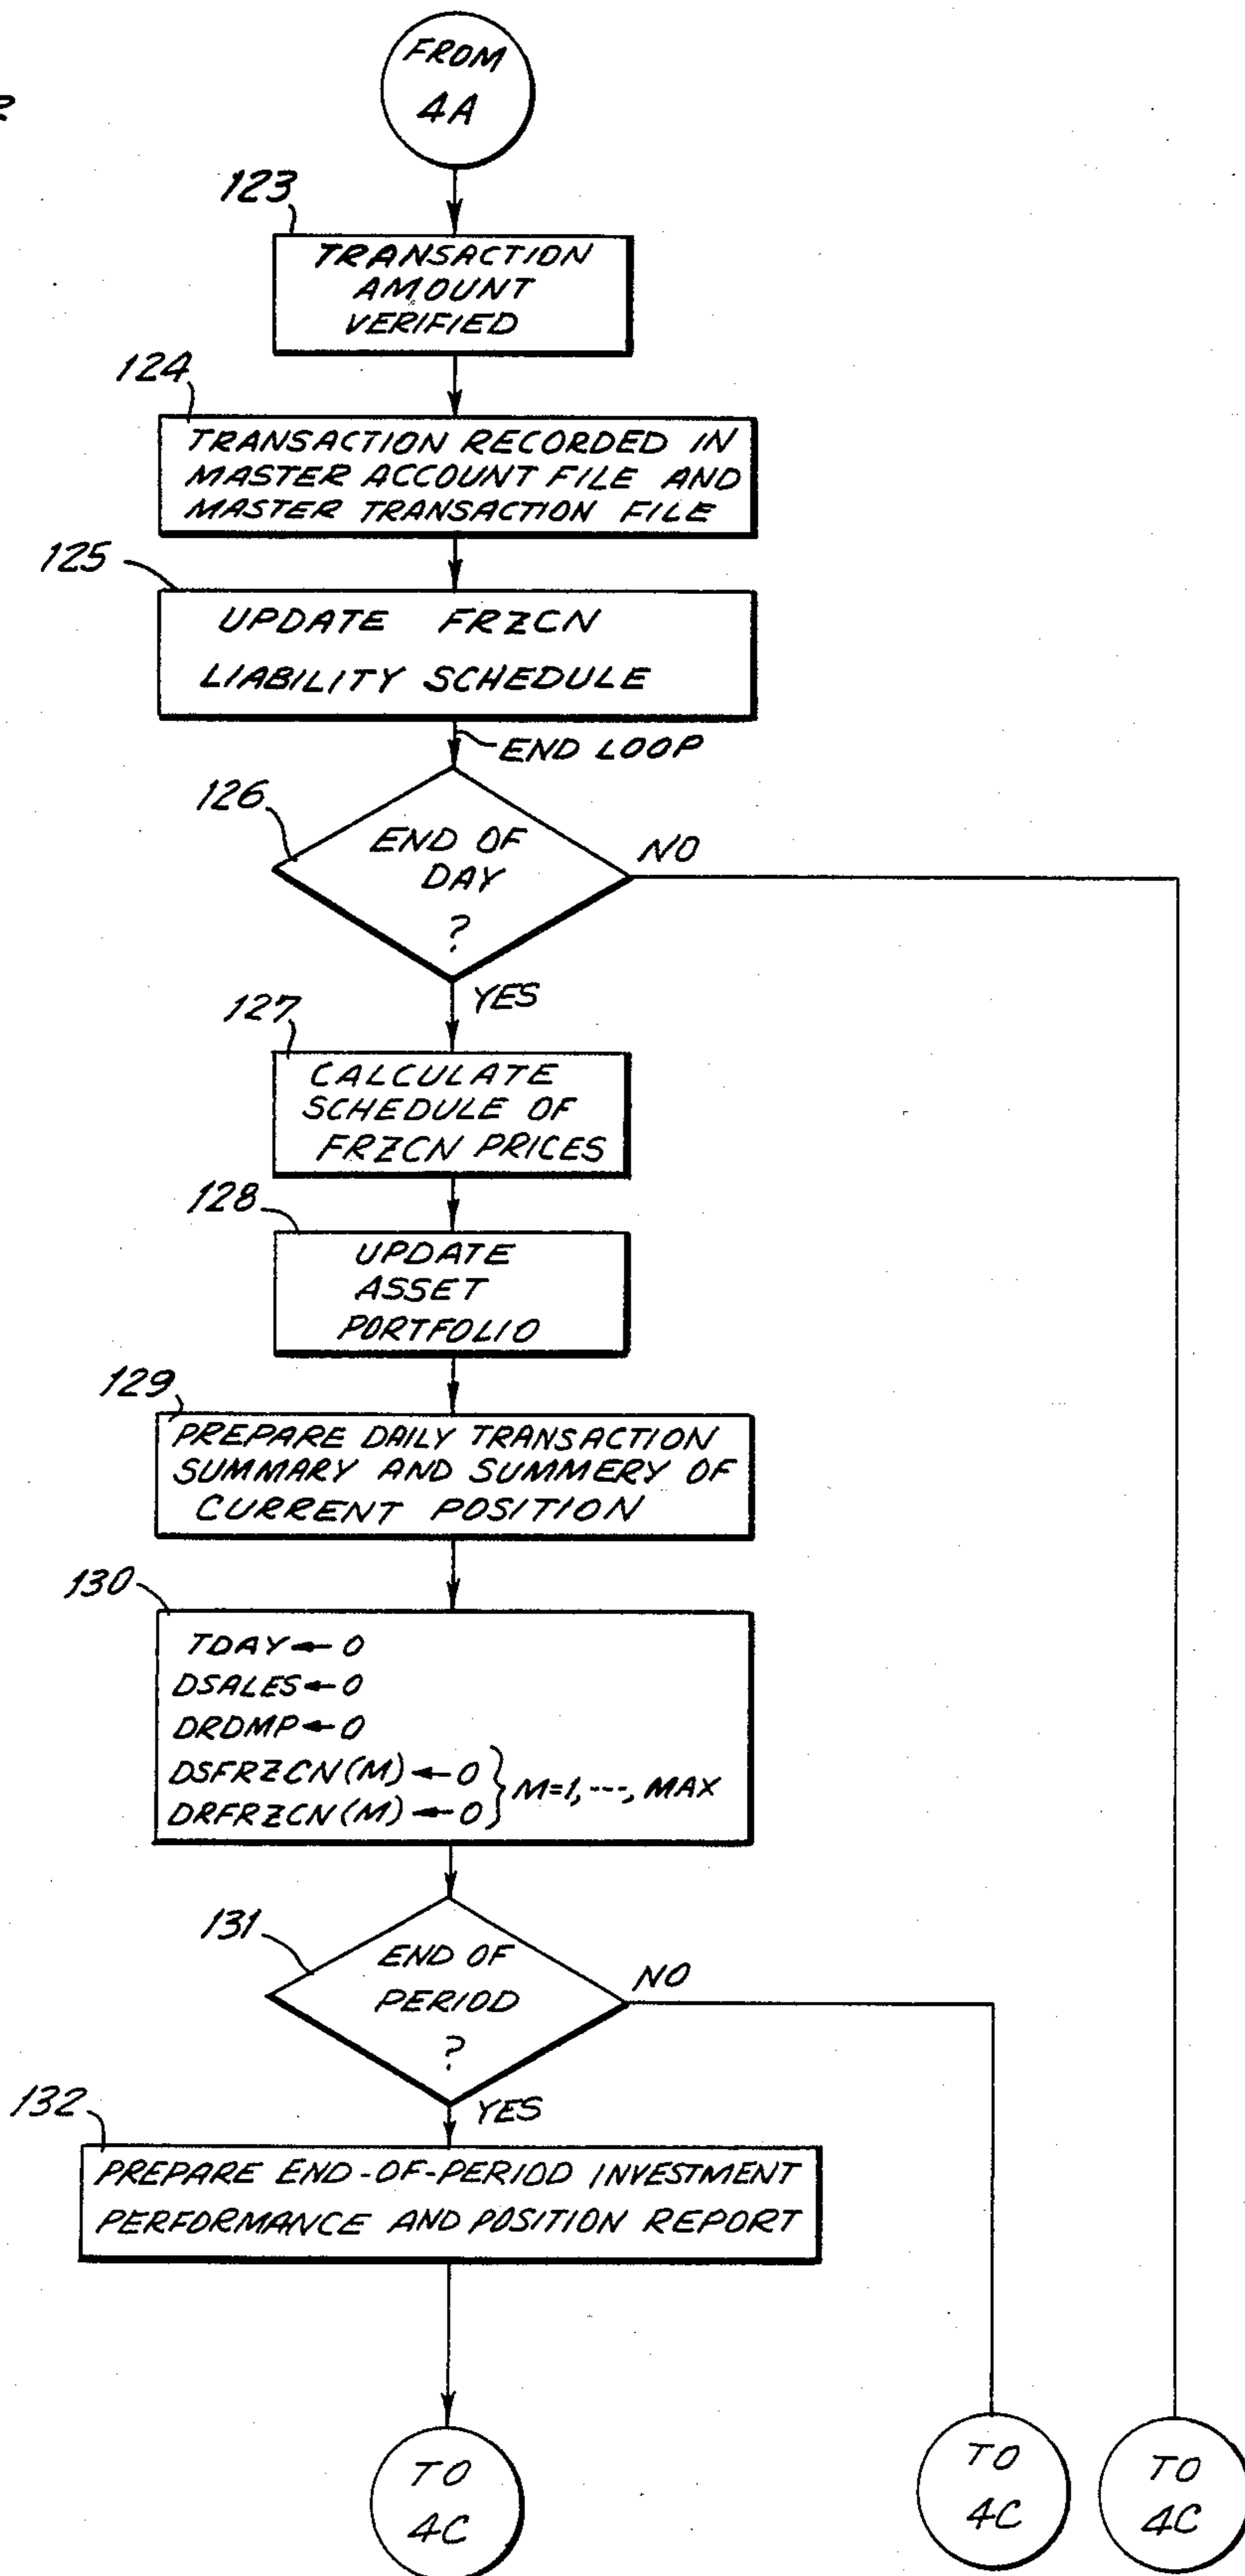 FROM
4A
123
TRANSACTION
AMOUNT
VERIFIED
124
TRANSACTION RECORDED IN
MASTER ACCOUNT FILE AND
MASTER TRANSACTION FILE
125
UPDATE FRZCN
LIABILITY SCHEDULE
END LOOP
126
END OF
DAY
?
NO
YES
127
CALCULATE
SCHEDULE OF
FRZCN PRICES
128
UPDATE
ASSET
PORTFOLIO
129
PREPARE DAILY TRANSACTION
SUMMARY AND SUMMERY OF
CURRENT POSITION
130
TDAY ← 0
DSALES ← 0
DRDMP ← 0
DSFRZCN(M) ← 0
DRFRZCN(M) ← 0
} M=1, ---, MAX
131
END OF
PERIOD
?
NO
YES
132
PREPARE END-OF-PERIOD INVESTMENT
PERFORMANCE AND POSITION REPORT
TO
4C
TO
4C
TO
4C